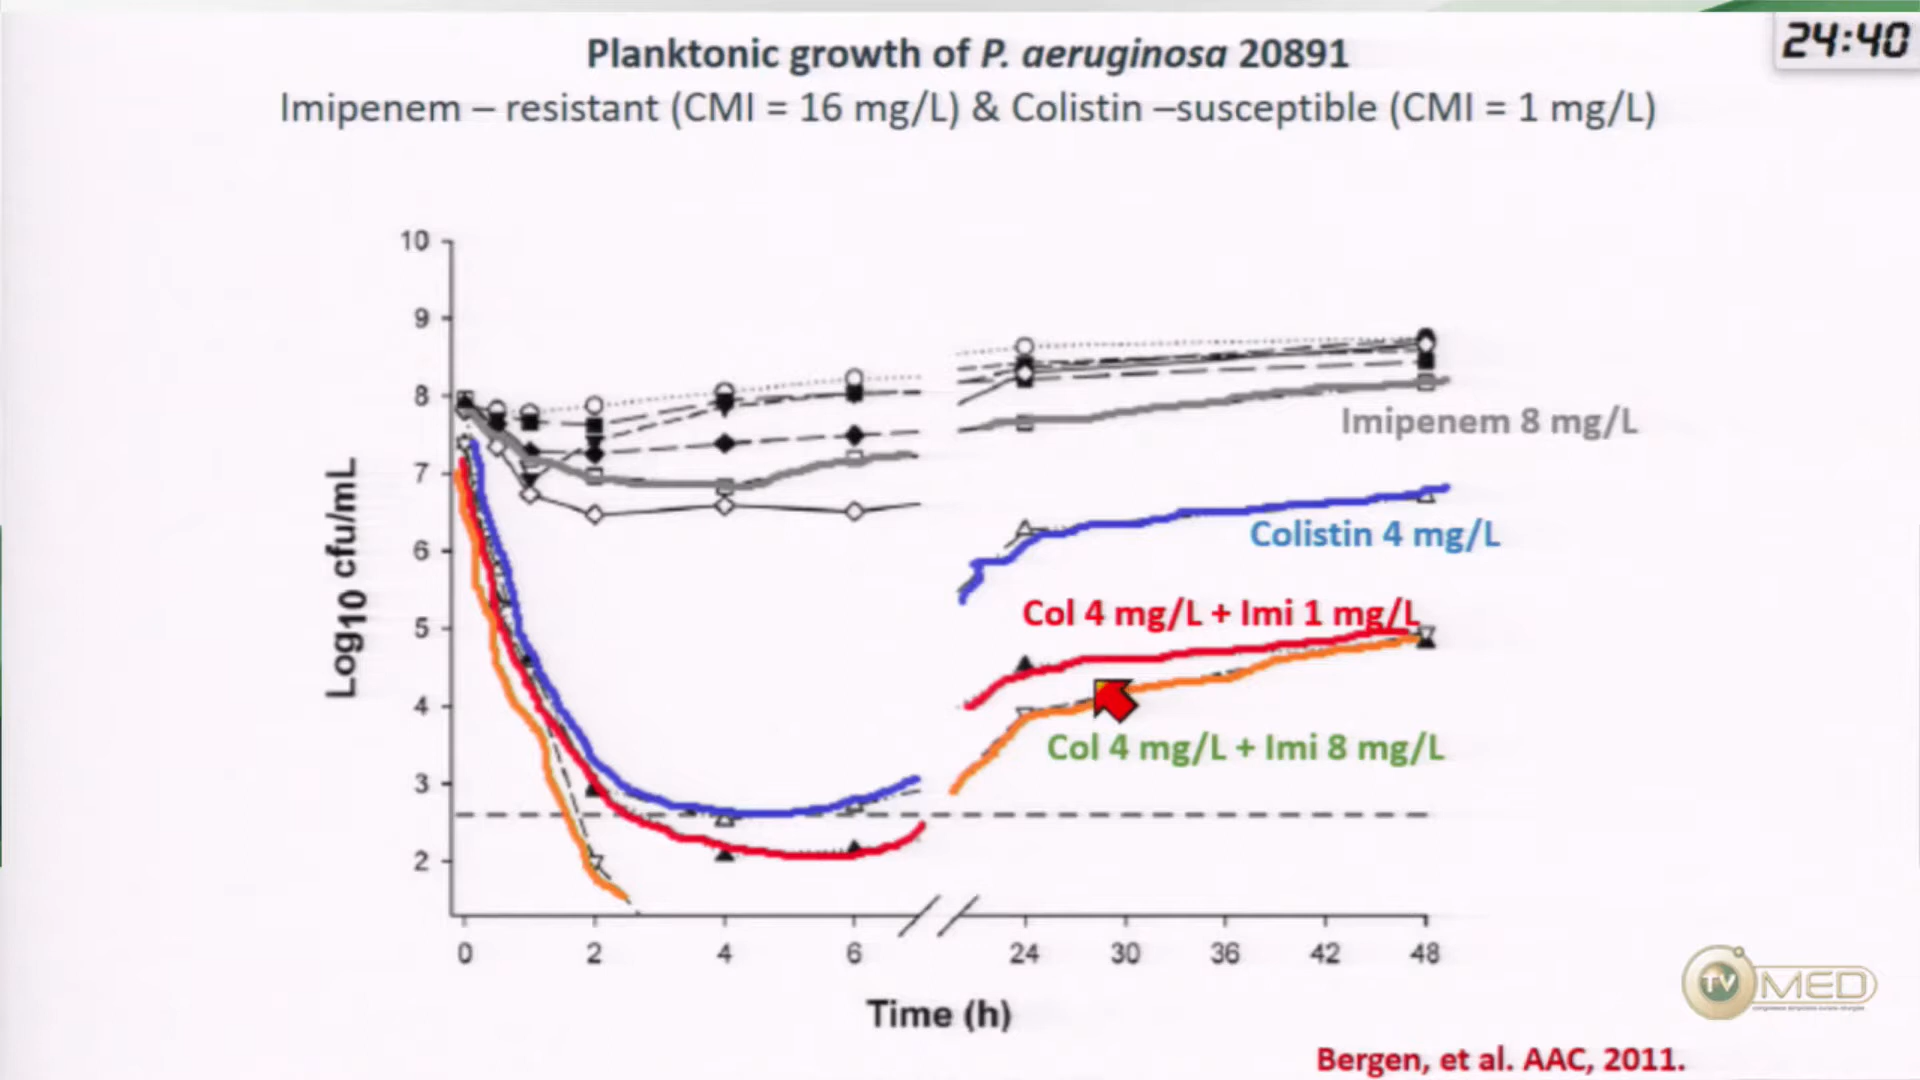 24:40
Planktonic growth of P. aeruginosa 20891
Imipenem – resistant (CMI = 16 mg/L) & Colistin –susceptible (CMI = 1 mg/L)
10
9
8
7
6
5
4
3
2
Log10 cfu/mL
Imipenem 8 mg/L
Colistin 4 mg/L
Col 4 mg/L + Imi 1 mg/L
Col 4 mg/L + Imi 8 mg/L
0 2 4 6 24 30 36 42 48
Time (h)
TV MED
Bergen, et al. AAC, 2011.